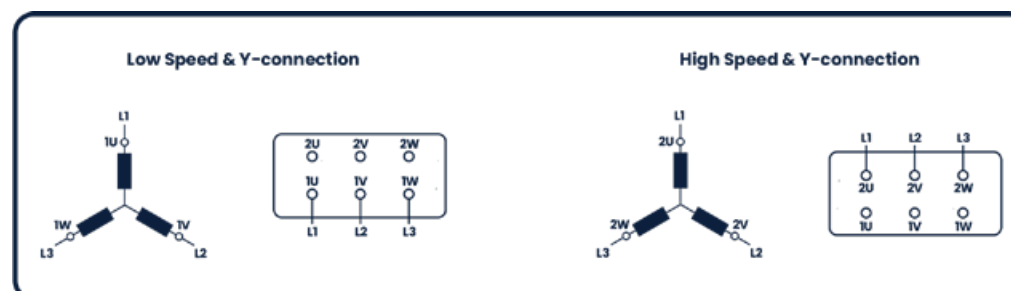 Low Speed & Y-connection
L1
1U
1W
1V
L3
L2
2U 2V 2W
1U 1V 1W
L1 L2 L3
High Speed & Y-connection
L1
2U
2W
2V
L3
L2
L1 L2 L3
2U 2V 2W
1U 1V 1W